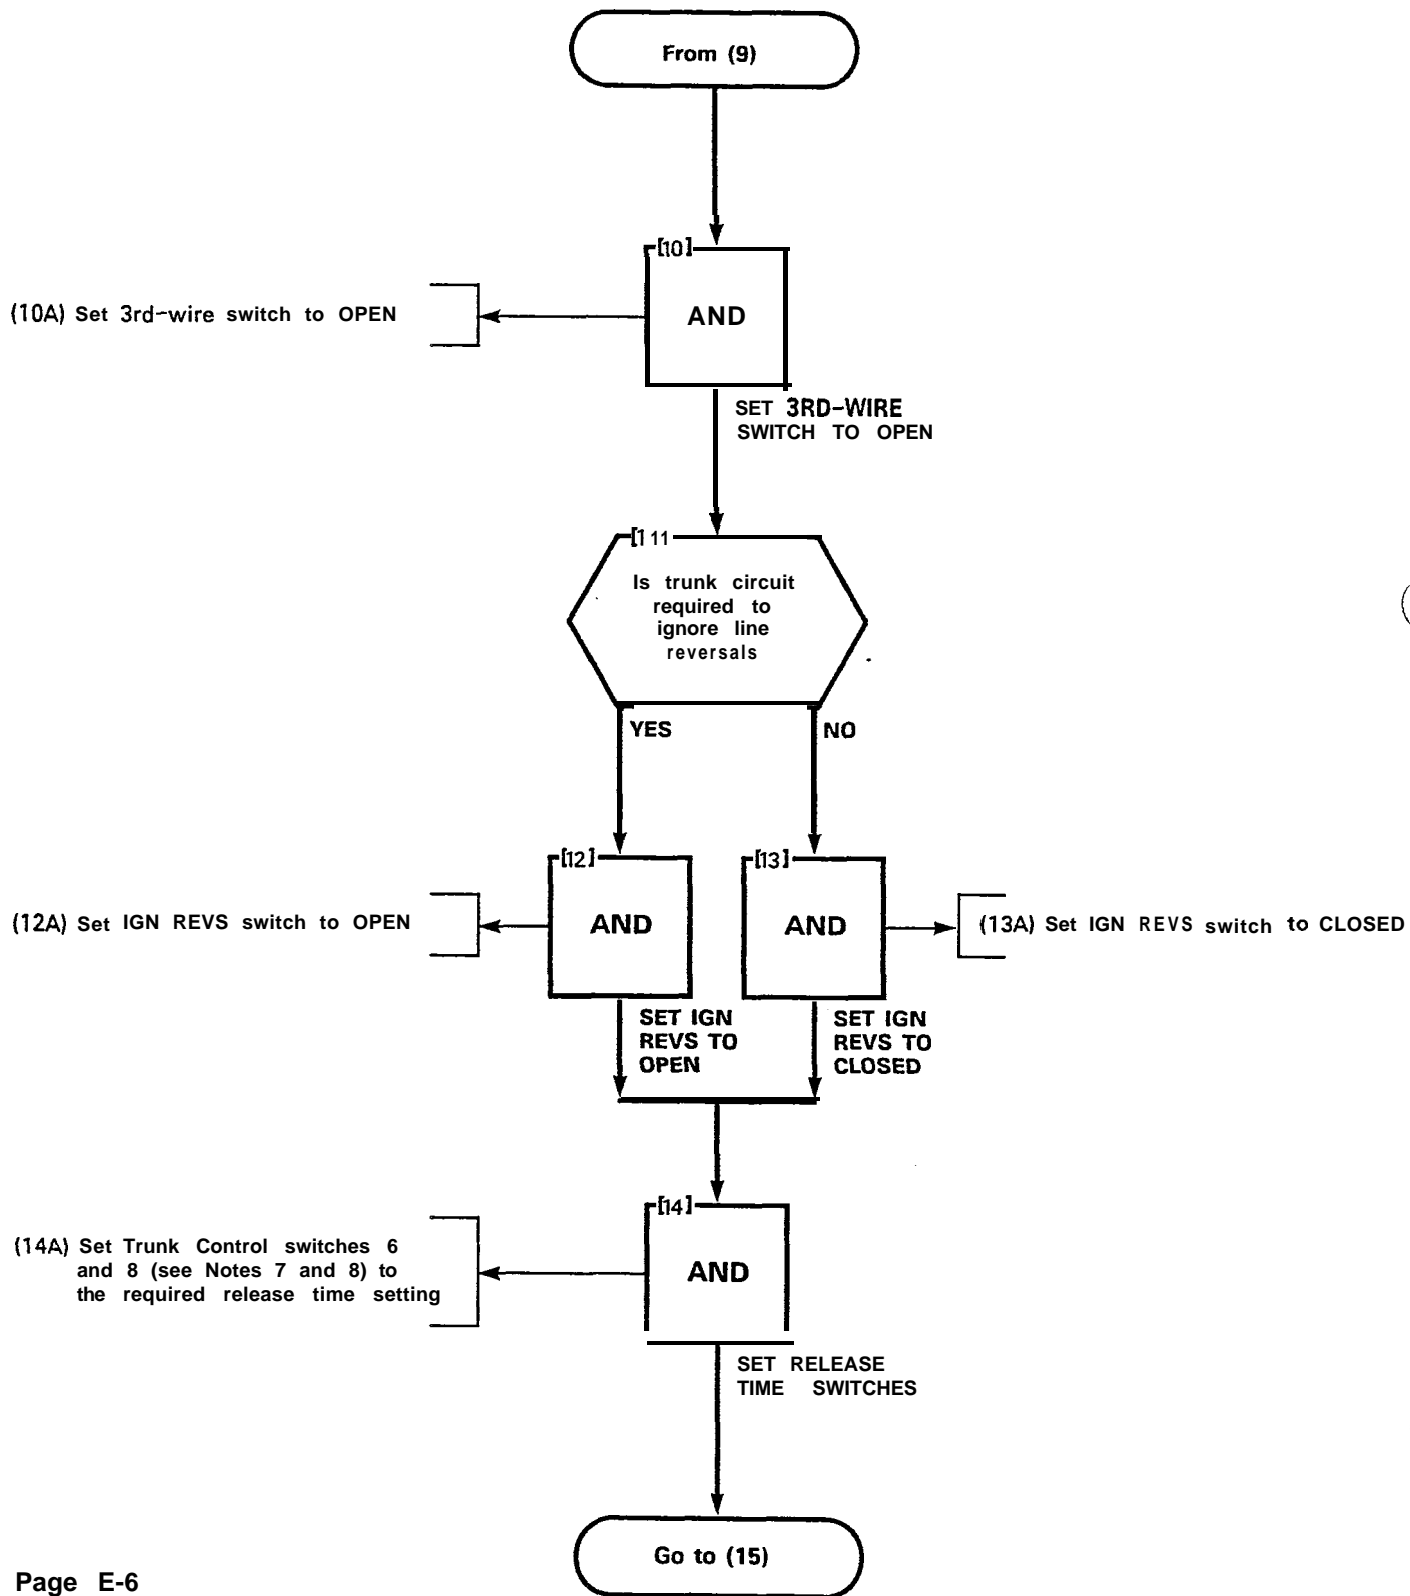 From (9)
[10]
(10A) Set 3rd-wire switch to OPEN
AND
SET 3RD-WIRE
SWITCH TO OPEN
[1 11
Is trunk circuit
required to
ignore line
reversals
YES
NO
[12]
[13]
(12A) Set IGN REVS switch to OPEN
AND
AND
(13A) Set IGN REVS switch to CLOSED
SET IGN
REVS TO
OPEN
SET IGN
REVS TO
CLOSED
[14]
(14A) Set Trunk Control switches 6
and 8 (see Notes 7 and 8) to
the required release time setting
AND
SET RELEASE
TIME SWITCHES
Go to (15)
Page E-6